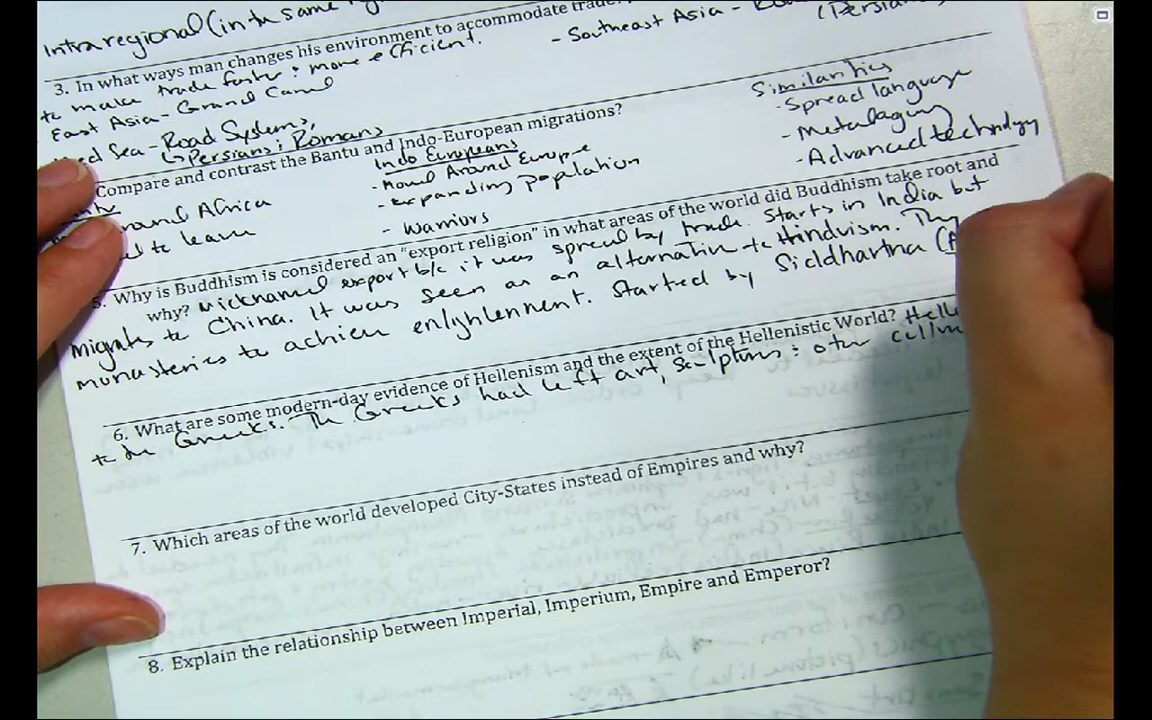 Intraregional (in the same
3. In what ways man changes his environment to accommodate trade
to make trade faster & more efficient. - Southeast Asia - (Persian
East Asia - Grand Canal
Med Sea - Road Systems,
↳ Persians & Romans
Compare and contrast the Bantu and Indo-European migrations?
Similarities
Indo Europeans - Spread language
- Moved Around Europe - Metallurgy
around Africa - expanding population - Advanced technology
to leave - Warriors
5. Why is Buddhism is considered an "export religion" in what areas of the world did Buddhism take root and
why? Nicknamed export b/c it was spread by trade. Starts in India but
migrates to China. It was seen as an alternative to Hinduism. They
monasteries to achieve enlightenment. Started by Siddhartha (
6. What are some modern-day evidence of Hellenism and the extent of the Hellenistic World? Helle
to the Greeks. The Greeks had left art, sculptures & other
7. Which areas of the world developed City-States instead of Empires and why?
8. Explain the relationship between Imperial, Imperium, Empire and Emperor?